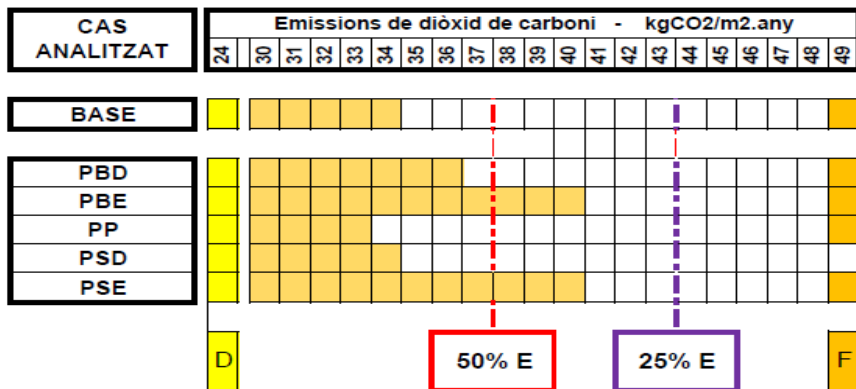 CAS
ANALITZAT
Emissions de diòxid de carboni - kgCO2/m2.any
24 30 31 32 33 34 35 36 37 38 39 40 41 42 43 44 45 46 47 48 49
BASE
PBD
PBE
PP
PSD
PSE
D 50% E 25% E F